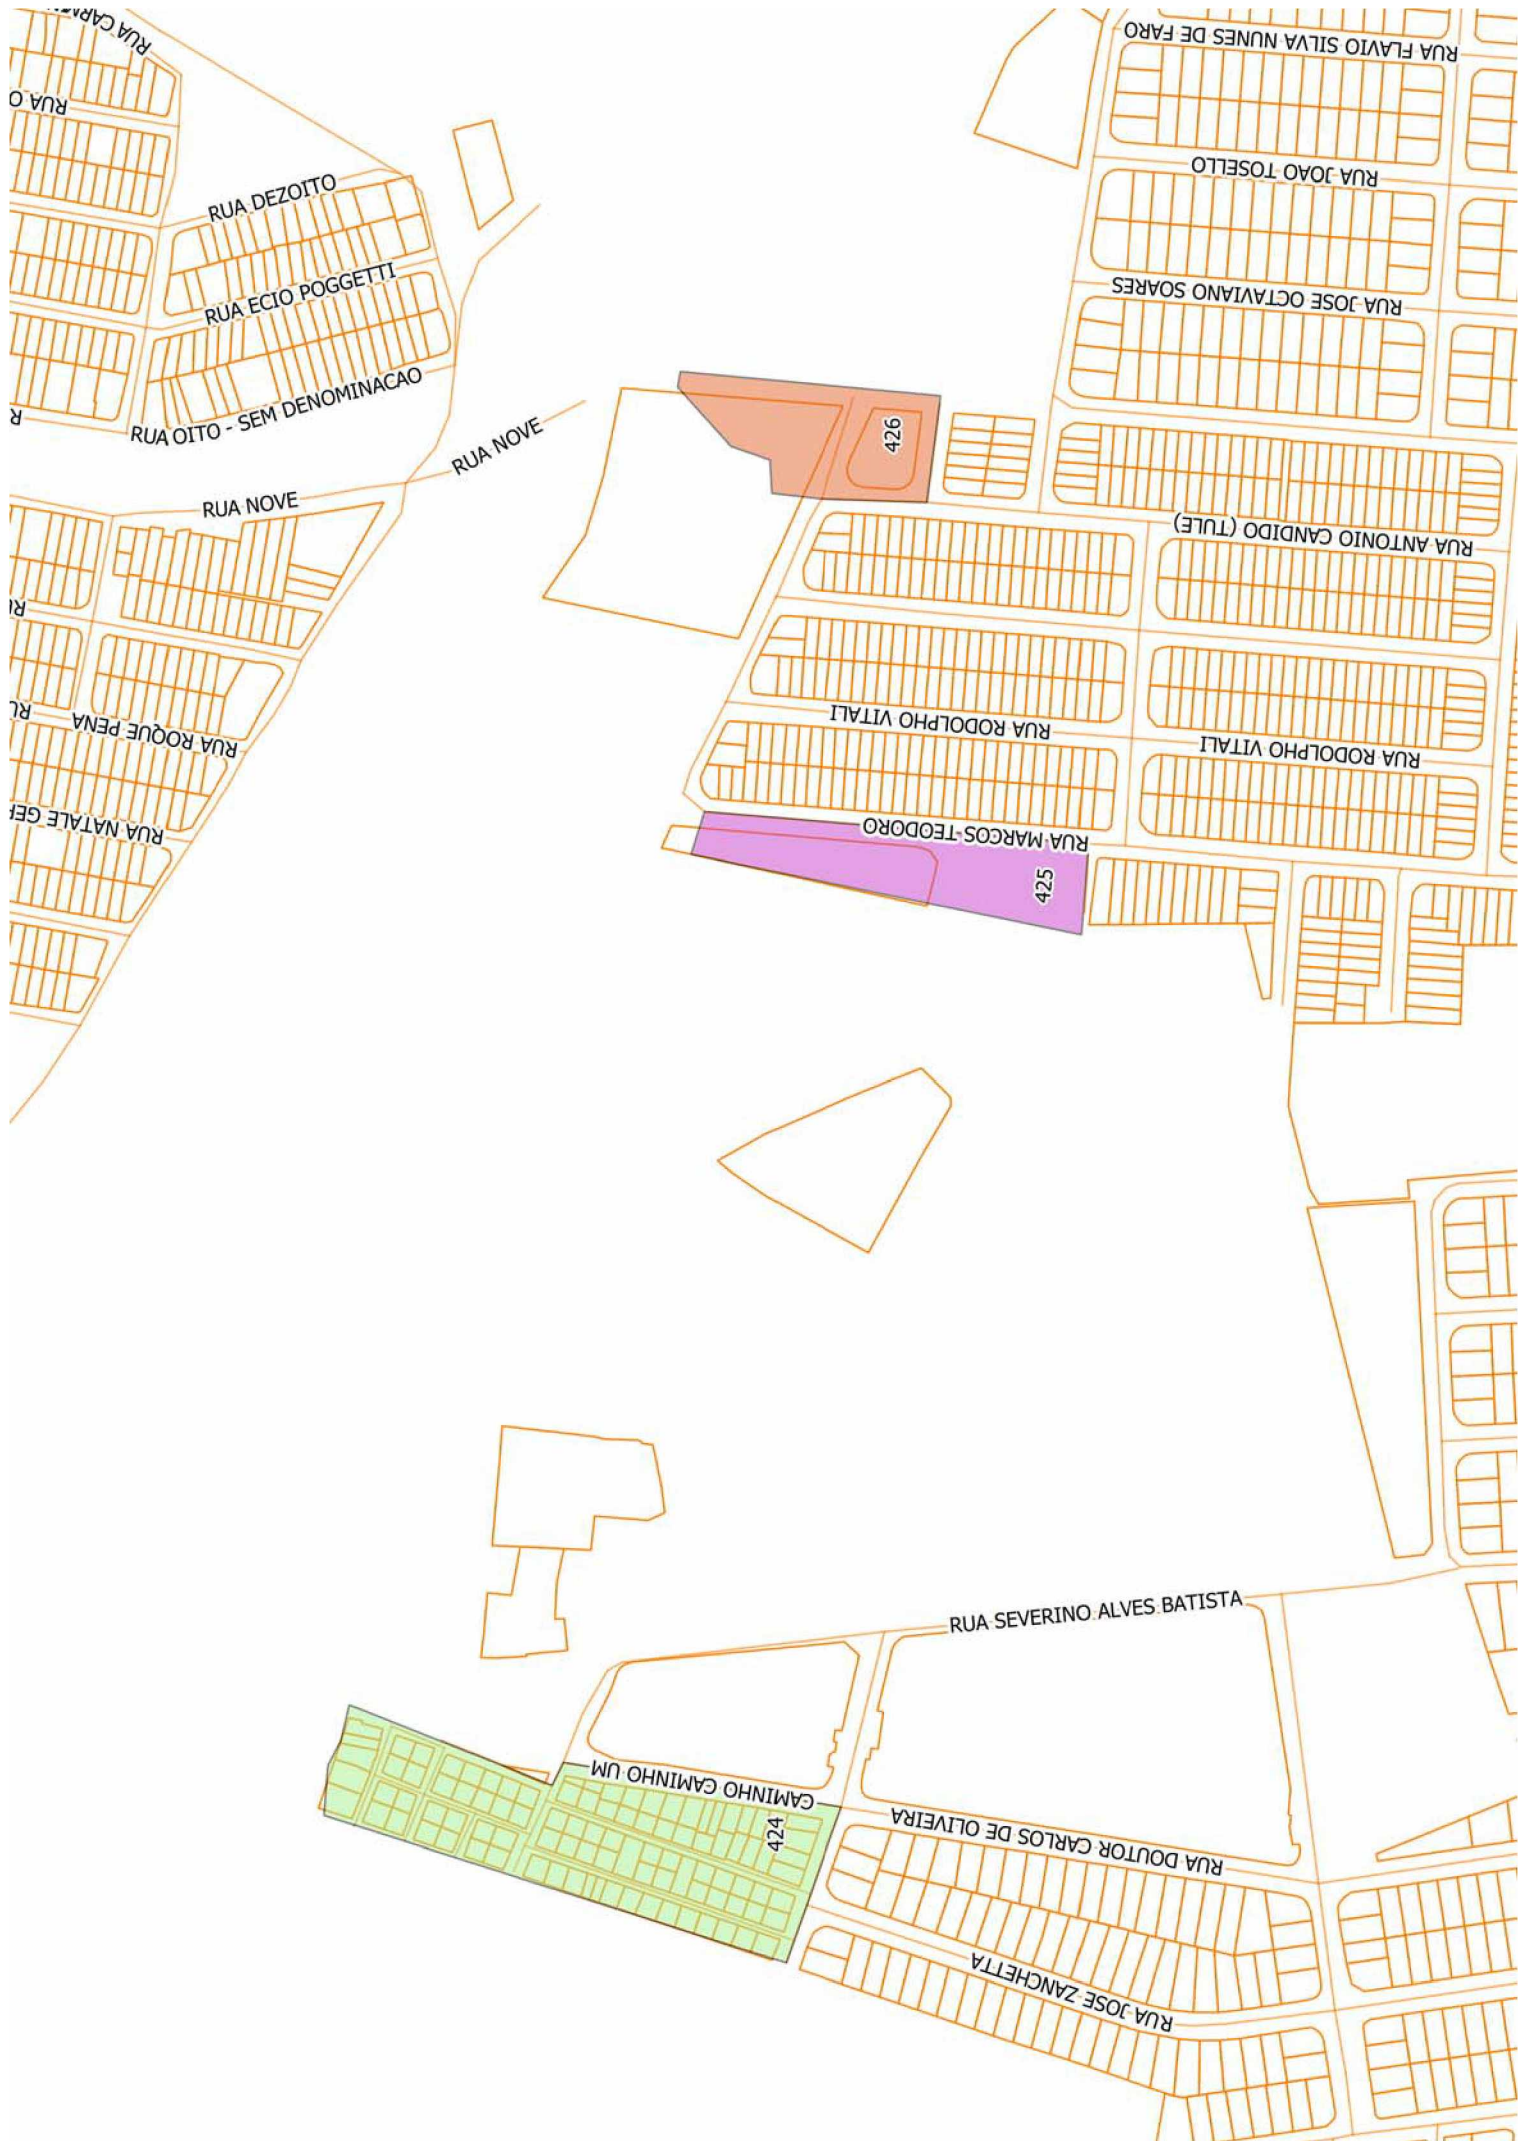 RUA FLAVIO SILVA NUNES DE FARO
RUA JOAO TOSELLO
RUA DEZOITO
RUA ECIO POGGETTI
RUA JOSE OCTAVIANO SOARES
RUA OITO - SEM DENOMINACAO
426
RUA NOVE
RUA NOVE
RUA ANTONIO CANDIDO (TULE)
RUA ROQUE PENA
RUA RODOLPHO VITALI
RUA RODOLPHO VITALI
RUA MARCOS TEODORO
425
RUA SEVERINO ALVES BATISTA
CAMINHO CAMINHO UM
424
RUA DOUTOR CARLOS DE OLIVEIRA
RUA JOSE ZANCHETTA
RUA NATALE